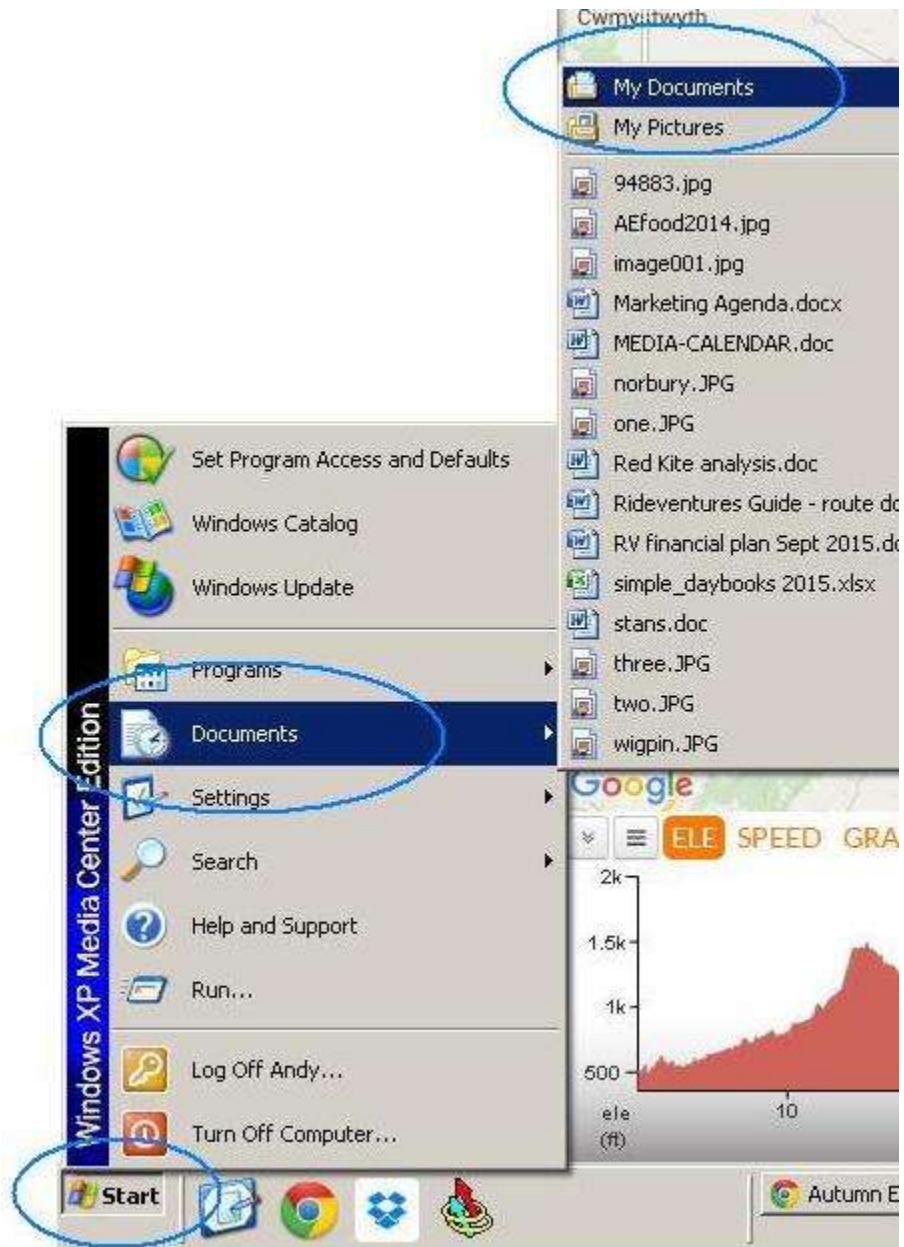 My Documents
My Pictures
94883.jpg
AEfood2014.jpg
image001.jpg
Marketing Agenda.docx
MEDIA-CALENDAR.doc
norbury.JPG
one.JPG
Red Kite analysis.doc
Rideventures Guide - route do
RV financial plan Sept 2015.do
simple_daybooks 2015.xlsx
stans.doc
three.JPG
two.JPG
wigpin.JPG
Windows XP Media Center Edition
Set Program Access and Defaults
Windows Catalog
Windows Update
Programs
Documents
Settings
Search
Help and Support
Run...
Log Off Andy...
Turn Off Computer...
Google
ELE SPEED GRA
2k
1.5k
1k
500
ele 10
(ft)
Start
Autumn E